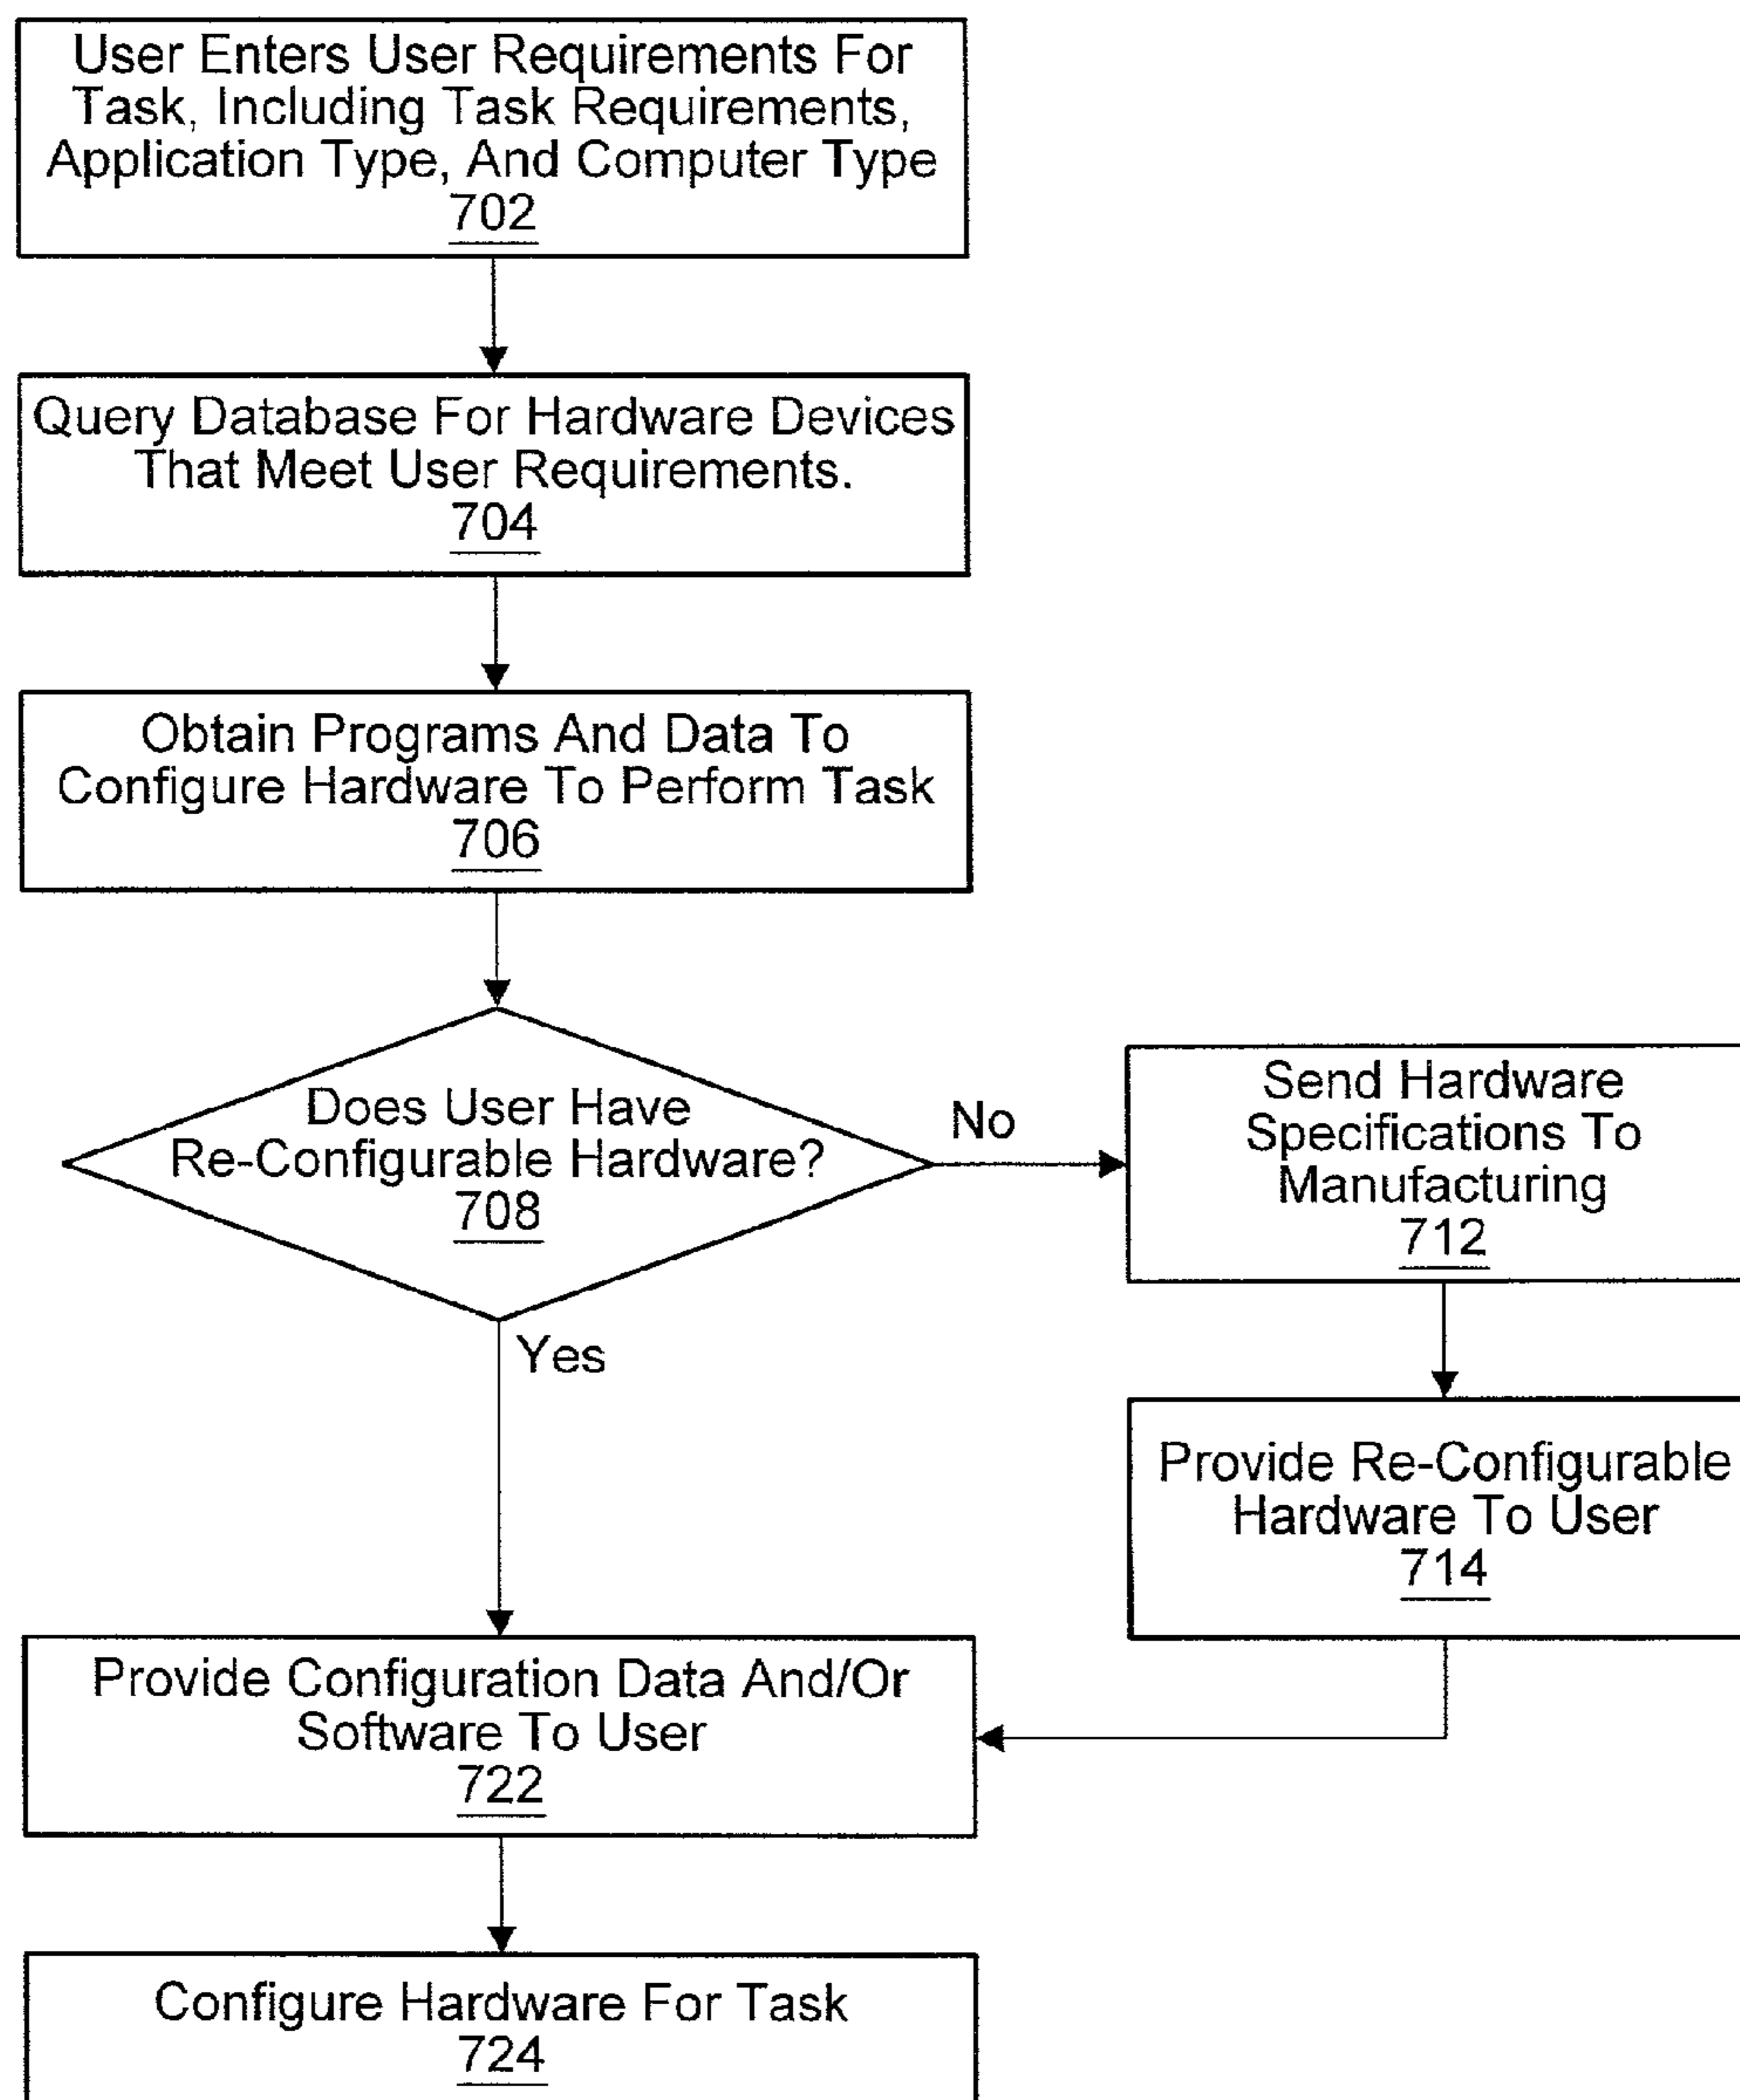 User Enters User Requirements For
Task, Including Task Requirements,
Application Type, And Computer Type
702
Query Database For Hardware Devices
That Meet User Requirements.
704
Obtain Programs And Data To
Configure Hardware To Perform Task
706
Does User Have
Re-Configurable Hardware?
708
No
Send Hardware
Specifications To
Manufacturing
712
Yes
Provide Re-Configurable
Hardware To User
714
Provide Configuration Data And/Or
Software To User
722
Configure Hardware For Task
724